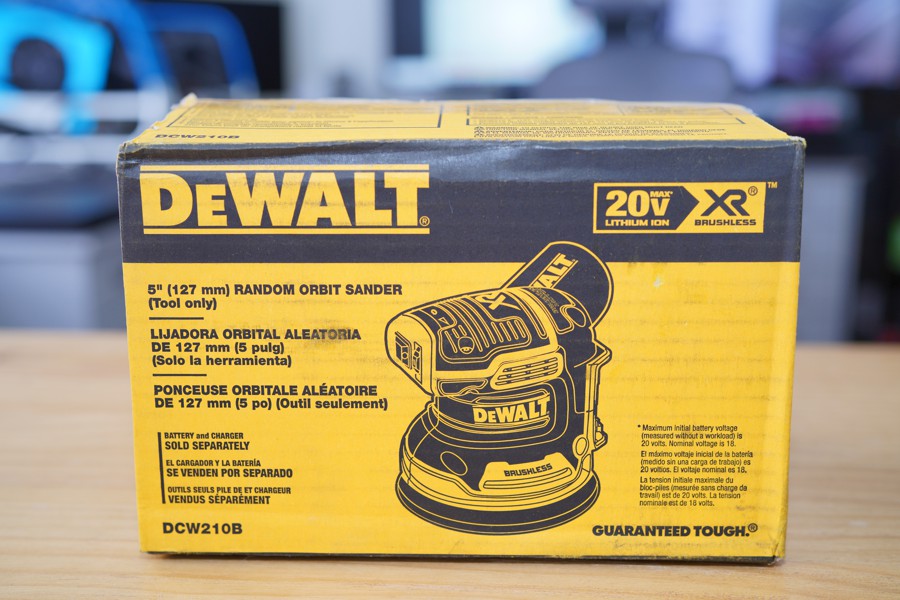 DCW210B
DEWALT®
20V MAX* LITHIUM ION XR® BRUSHLESS ™
5" (127 mm) RANDOM ORBIT SANDER
(Tool only)
LIJADORA ORBITAL ALEATORIA
DE 127 mm (5 pulg)
(Solo la herramienta)
PONCEUSE ORBITALE ALÉATOIRE
DE 127 mm (5 po) (Outil seulement)
BATTERY and CHARGER
SOLD SEPARATELY
EL CARGADOR Y LA BATERÍA
SE VENDEN POR SEPARADO
OUTILS SEULS PILE DE ET CHARGEUR
VENDUS SÉPARÉMENT
DCW210B
WALT
XR
DEWALT
BRUSHLESS
* Maximum initial battery voltage
(measured without a workload) is
20 volts. Nominal voltage is 18.
El máximo voltaje inicial de la batería
(medido sin una carga de trabajo) es
20 voltios. El voltaje nominal es 18.
La tension initiale maximale du
bloc-piles (mesurée sans charge de
travail) est de 20 volts. La tension
nominale est de 18 volts.
GUARANTEED TOUGH.®